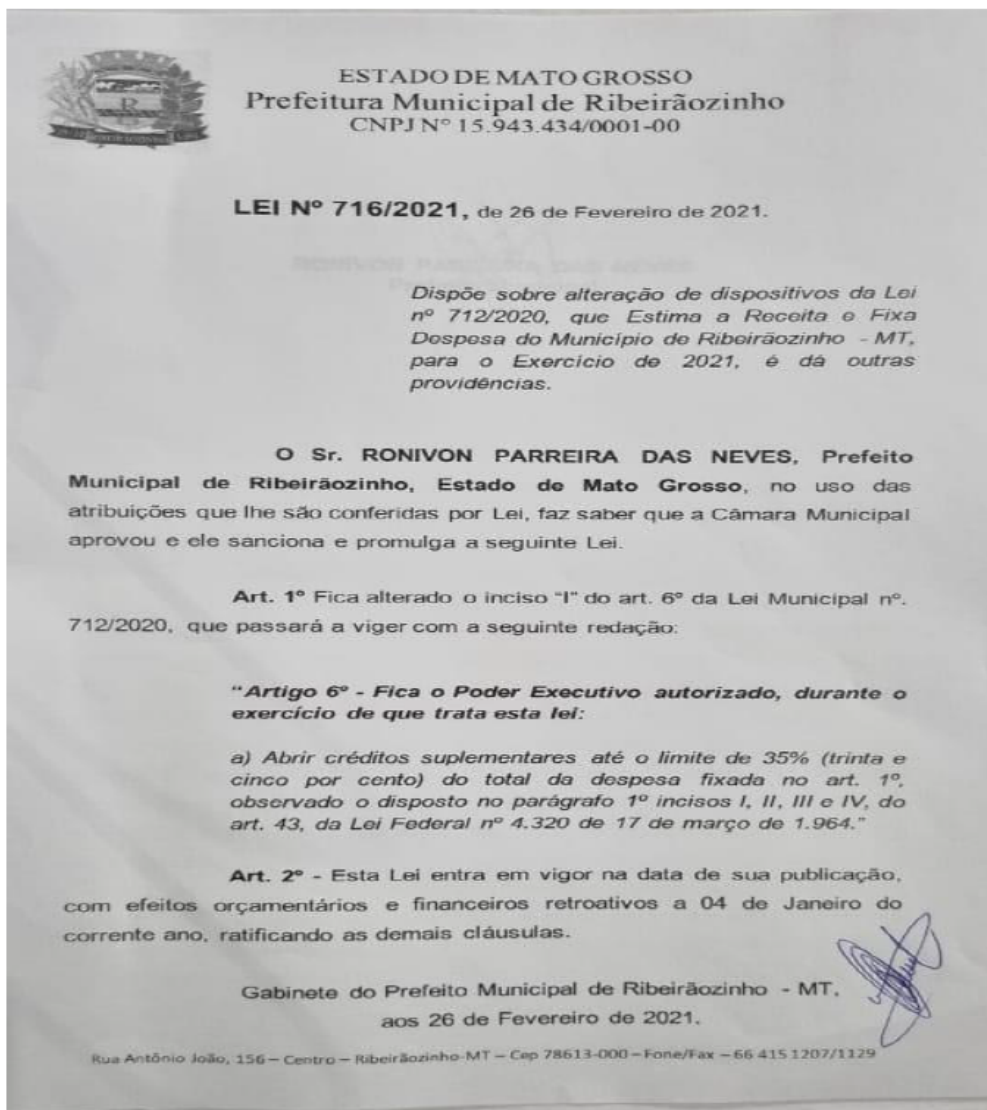 ESTADO DE MATO GROSSO
Prefeitura Municipal de Ribeirãozinho
CNPJ Nº 15.943.434/0001-00
LEI Nº 716/2021, de 26 de Fevereiro de 2021.
Dispõe sobre alteração de dispositivos da Lei
nº 712/2020, que Estima a Receita e Fixa
Despesa do Município de Ribeirãozinho - MT,
para o Exercício de 2021, é dá outras
providências.
O Sr. RONIVON PARREIRA DAS NEVES, Prefeito
Municipal de Ribeirãozinho, Estado de Mato Grosso, no uso das
atribuições que lhe são conferidas por Lei, faz saber que a Câmara Municipal
aprovou e ele sanciona e promulga a seguinte Lei.
Art. 1º Fica alterado o inciso "I" do art. 6º da Lei Municipal nº.
712/2020, que passará a viger com a seguinte redação:
"Artigo 6º - Fica o Poder Executivo autorizado, durante o
exercício de que trata esta lei:
a) Abrir créditos suplementares até o limite de 35% (trinta e
cinco por cento) do total da despesa fixada no art. 1º,
observado o disposto no parágrafo 1º incisos I, II, III e IV, do
art. 43, da Lei Federal nº 4.320 de 17 de março de 1.964."
Art. 2º - Esta Lei entra em vigor na data de sua publicação,
com efeitos orçamentários e financeiros retroativos a 04 de Janeiro do
corrente ano, ratificando as demais cláusulas.
Gabinete do Prefeito Municipal de Ribeirãozinho - MT,
aos 26 de Fevereiro de 2021.
Rua Antônio João, 156 – Centro – Ribeirãozinho-MT – Cep 78613-000 – Fone/Fax – 66 415 1207/1129